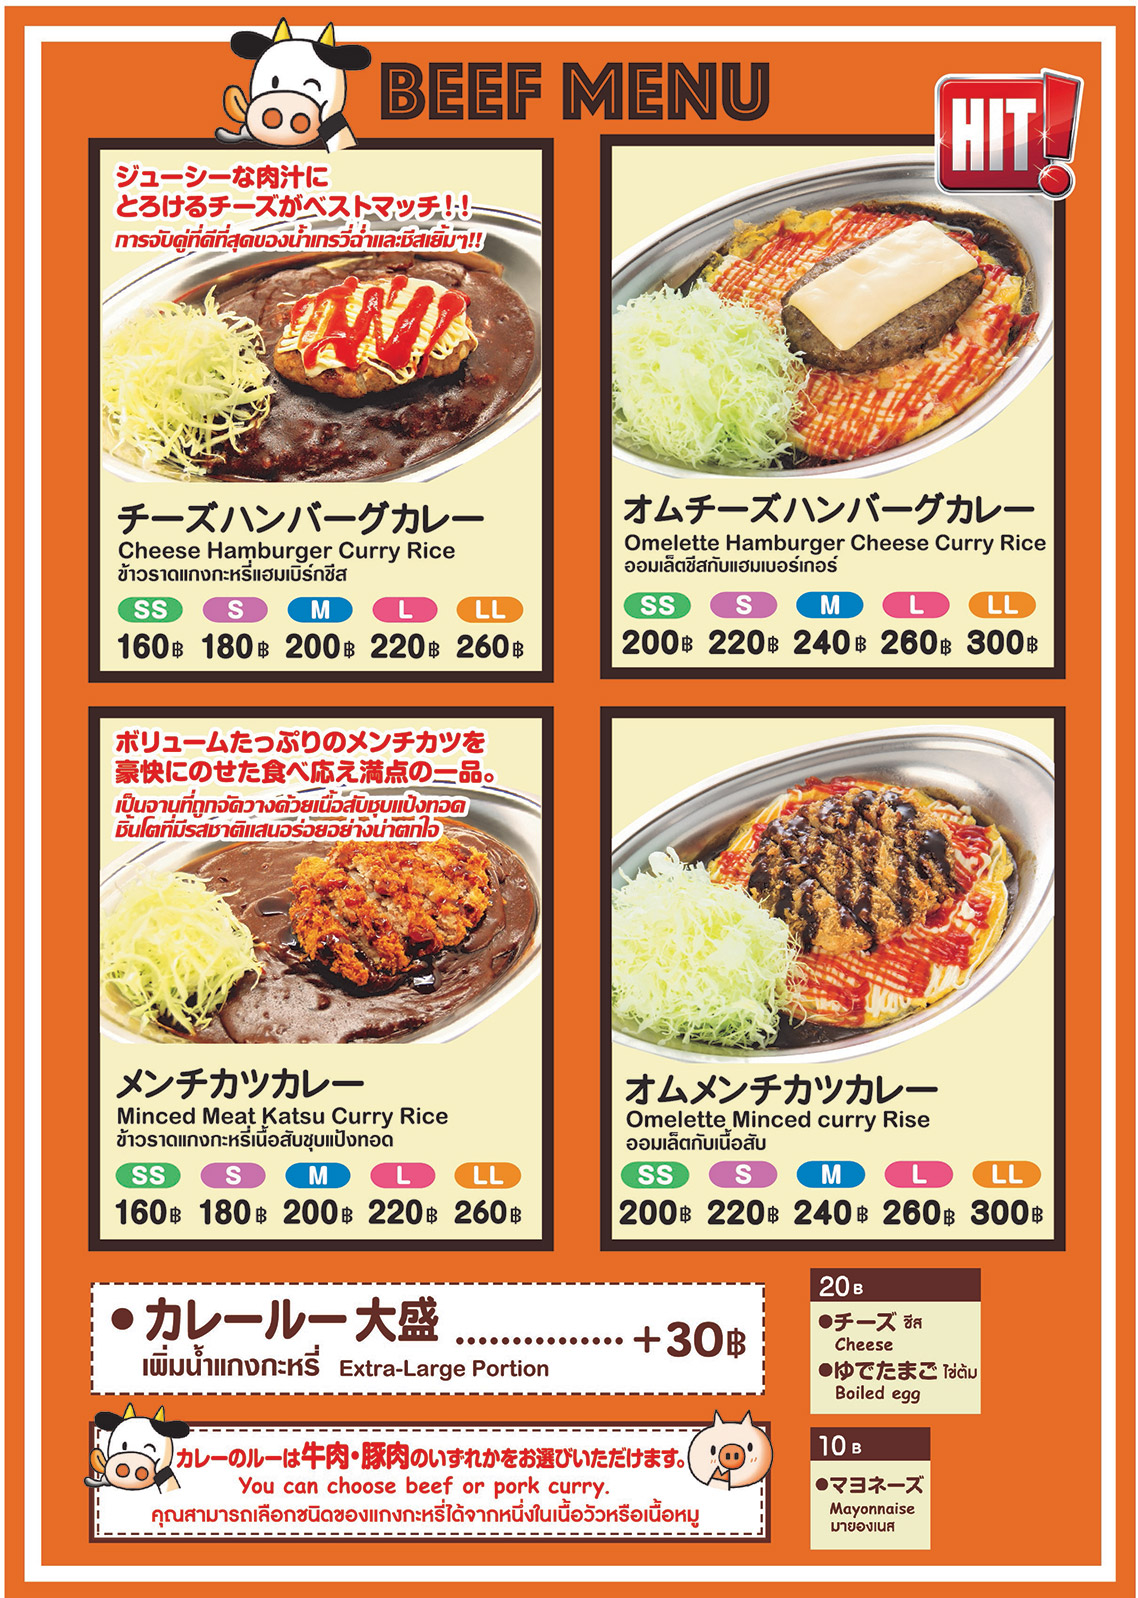 BEEF MENU
HIT!
ジューシーな肉汁に
とろけるチーズがベストマッチ！！
การจับคู่ที่ดีที่สุดของน้ำเกรวี่ฉ่ำและชีสเยิ้มๆ!!
チーズハンバーグカレー
Cheese Hamburger Curry Rice
ข้าวราดแกงกะหรี่แฮมเบิร์กชีส
SS S M L LL
160฿ 180฿ 200฿ 220฿ 260฿
オムチーズハンバーグカレー
Omelette Hamburger Cheese Curry Rice
ออมเล็ตชีสกับแฮมเบอร์เกอร์
SS S M L LL
200฿ 220฿ 240฿ 260฿ 300฿
ボリュームたっぷりのメンチカツを
豪快にのせた食べ応え満点の一品。
เป็นจานที่ถูกจัดวางด้วยเนื้อสับชุบแป้งทอด
ชิ้นโตที่มีรสชาติแสนอร่อยอย่างน่าตกใจ
メンチカツカレー
Minced Meat Katsu Curry Rice
ข้าวราดแกงกะหรี่เนื้อสับชุบแป้งทอด
SS S M L LL
160฿ 180฿ 200฿ 220฿ 260฿
オムメンチカツカレー
Omelette Minced curry Rise
ออมเล็ตกับเนื้อสับ
SS S M L LL
200฿ 220฿ 240฿ 260฿ 300฿
●カレールー大盛 ............... +30฿
เพิ่มน้ำแกงกะหรี่ Extra-Large Portion
カレーのルーは牛肉・豚肉のいずれかをお選びいただけます。
You can choose beef or pork curry.
คุณสามารถเลือกชนิดของแกงกะหรี่ได้จากหนึ่งในเนื้อวัวหรือเนื้อหมู
20 B
●チーズ ชีส
Cheese
●ゆでたまご ไข่ต้ม
Boiled egg
10 B
●マヨネーズ
Mayonnaise
มายองเนส